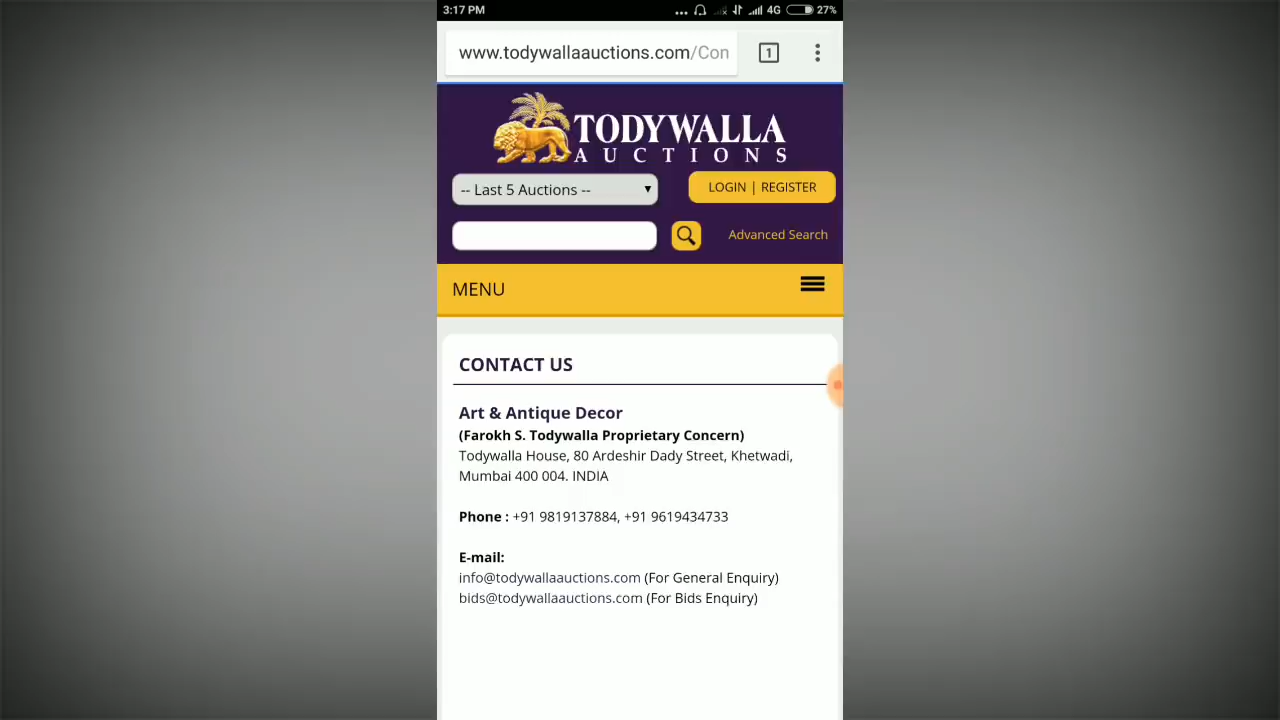 3:17 PM ... 4G 27%
www.todywallaauctions.com/Con 1
TODYWALLA
AUCTIONS
-- Last 5 Auctions -- LOGIN | REGISTER
Advanced Search
MENU
CONTACT US
Art & Antique Decor
(Farokh S. Todywalla Proprietary Concern)
Todywalla House, 80 Ardeshir Dady Street, Khetwadi,
Mumbai 400 004. INDIA
Phone : +91 9819137884, +91 9619434733
E-mail:
info@todywallaauctions.com (For General Enquiry)
bids@todywallaauctions.com (For Bids Enquiry)